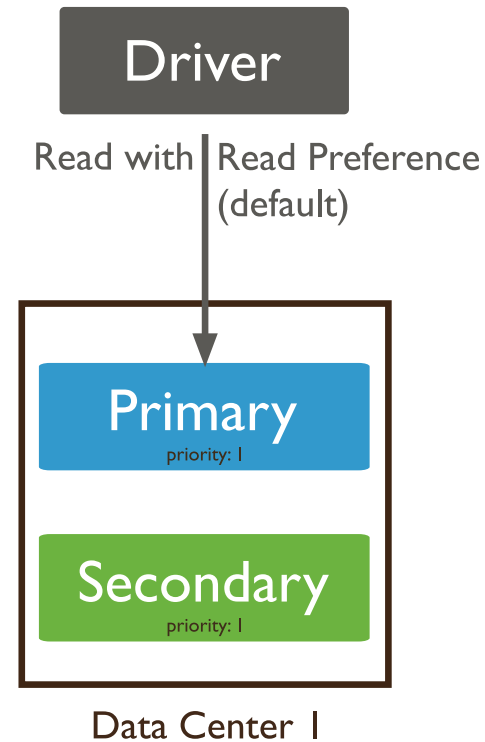 Driver
Read with Read Preference
(default)
Primary
priority: 1
Secondary
priority: 1
Data Center 1